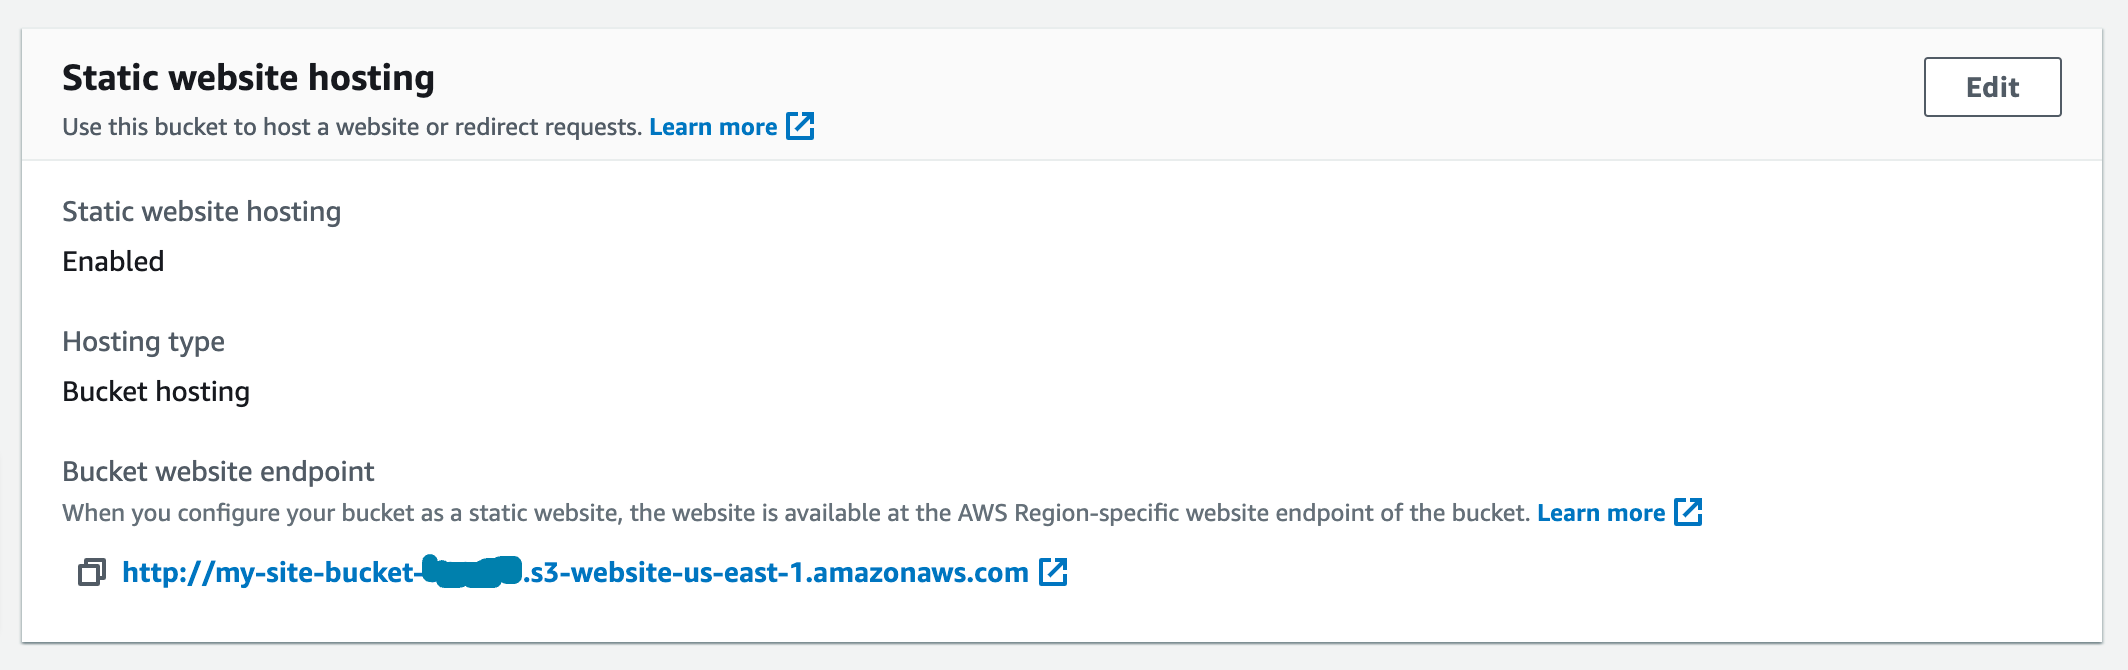 Static website hosting
Edit
Use this bucket to host a website or redirect requests. Learn more
Static website hosting
Enabled
Hosting type
Bucket hosting
Bucket website endpoint
When you configure your bucket as a static website, the website is available at the AWS Region-specific website endpoint of the bucket. Learn more
http://my-site-bucket- .s3-website-us-east-1.amazonaws.com